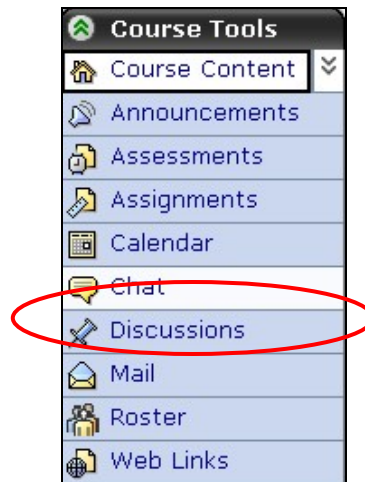 Course Tools
Course Content
Announcements
Assessments
Assignments
Calendar
Chat
Discussions
Mail
Roster
Web Links